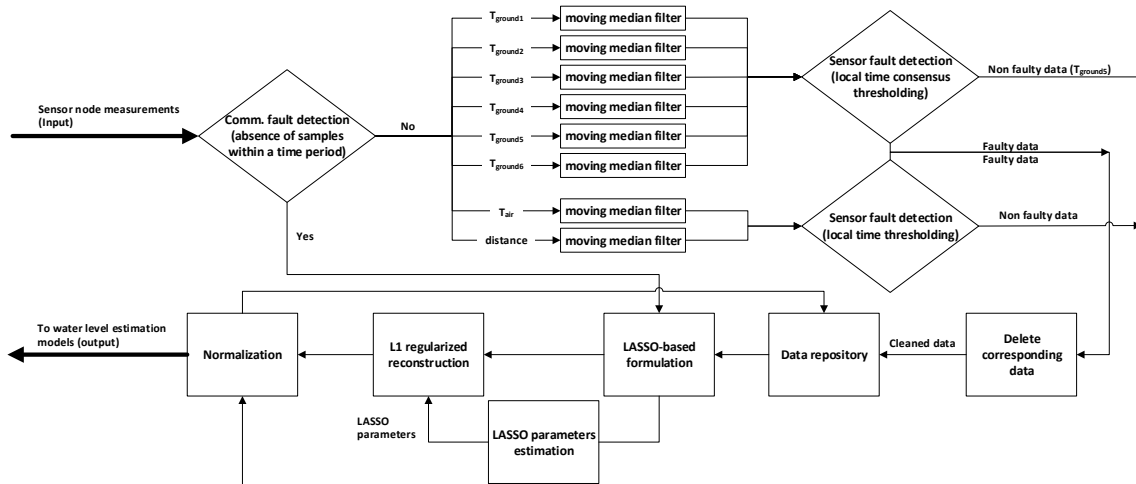 Sensor node measurements
(Input)
Comm. fault detection
(absence of samples
within a time period)
No
Yes
Tground1
moving median filter
Tground2
moving median filter
Tground3
moving median filter
Tground4
moving median filter
Tground5
moving median filter
Tground6
moving median filter
Tair
moving median filter
distance
moving median filter
Sensor fault detection
(local time consensus
thresholding)
Non faulty data (Tground5)
Faulty data
Faulty data
Sensor fault detection
(local time thresholding)
Non faulty data
To water level estimation
models (output)
Normalization
L1 regularized
reconstruction
LASSO-based
formulation
Data repository
Cleaned data
Delete
corresponding
data
LASSO
parameters
LASSO parameters
estimation